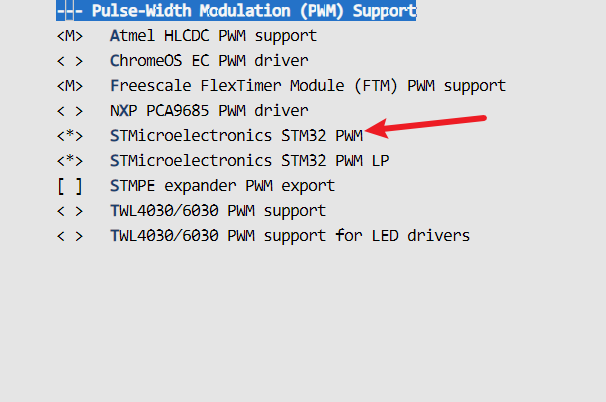 --- Pulse-Width Modulation (PWM) Support
<M> Atmel HLCDC PWM support
< > ChromeOS EC PWM driver
<M> Freescale FlexTimer Module (FTM) PWM support
< > NXP PCA9685 PWM driver
<*> STMicroelectronics STM32 PWM
<*> STMicroelectronics STM32 PWM LP
[ ] STMPE expander PWM export
< > TWL4030/6030 PWM support
< > TWL4030/6030 PWM support for LED drivers